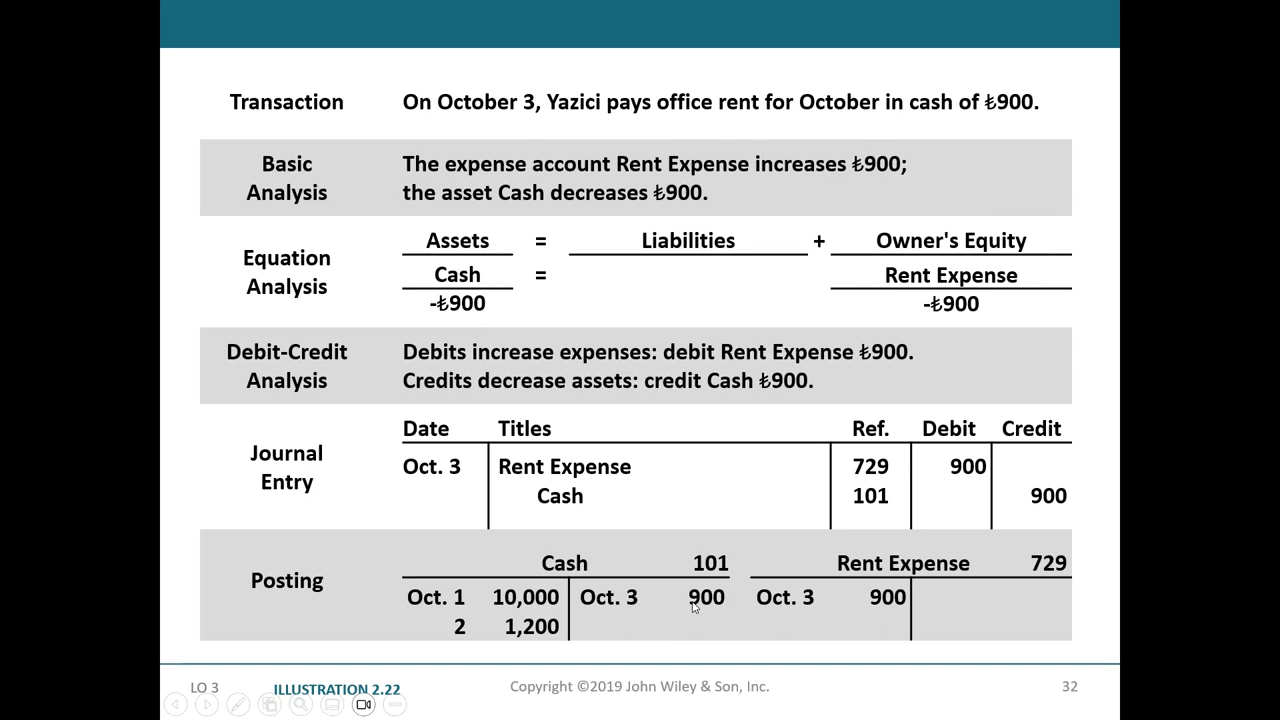 Transaction On October 3, Yazici pays office rent for October in cash of ₺900.
Basic Analysis The expense account Rent Expense increases ₺900;
the asset Cash decreases ₺900.
Equation Analysis
Assets = Liabilities + Owner's Equity
Cash = Rent Expense
-₺900 -₺900
Debit-Credit Analysis Debits increase expenses: debit Rent Expense ₺900.
Credits decrease assets: credit Cash ₺900.
Journal Entry
Date Titles Ref. Debit Credit
Oct. 3 Rent Expense 729 900
Cash 101 900
Posting
Cash 101 Rent Expense 729
Oct. 1 10,000 Oct. 3 900 Oct. 3 900
2 1,200
LO 3 ILLUSTRATION 2.22 Copyright ©2019 John Wiley & Son, Inc. 32